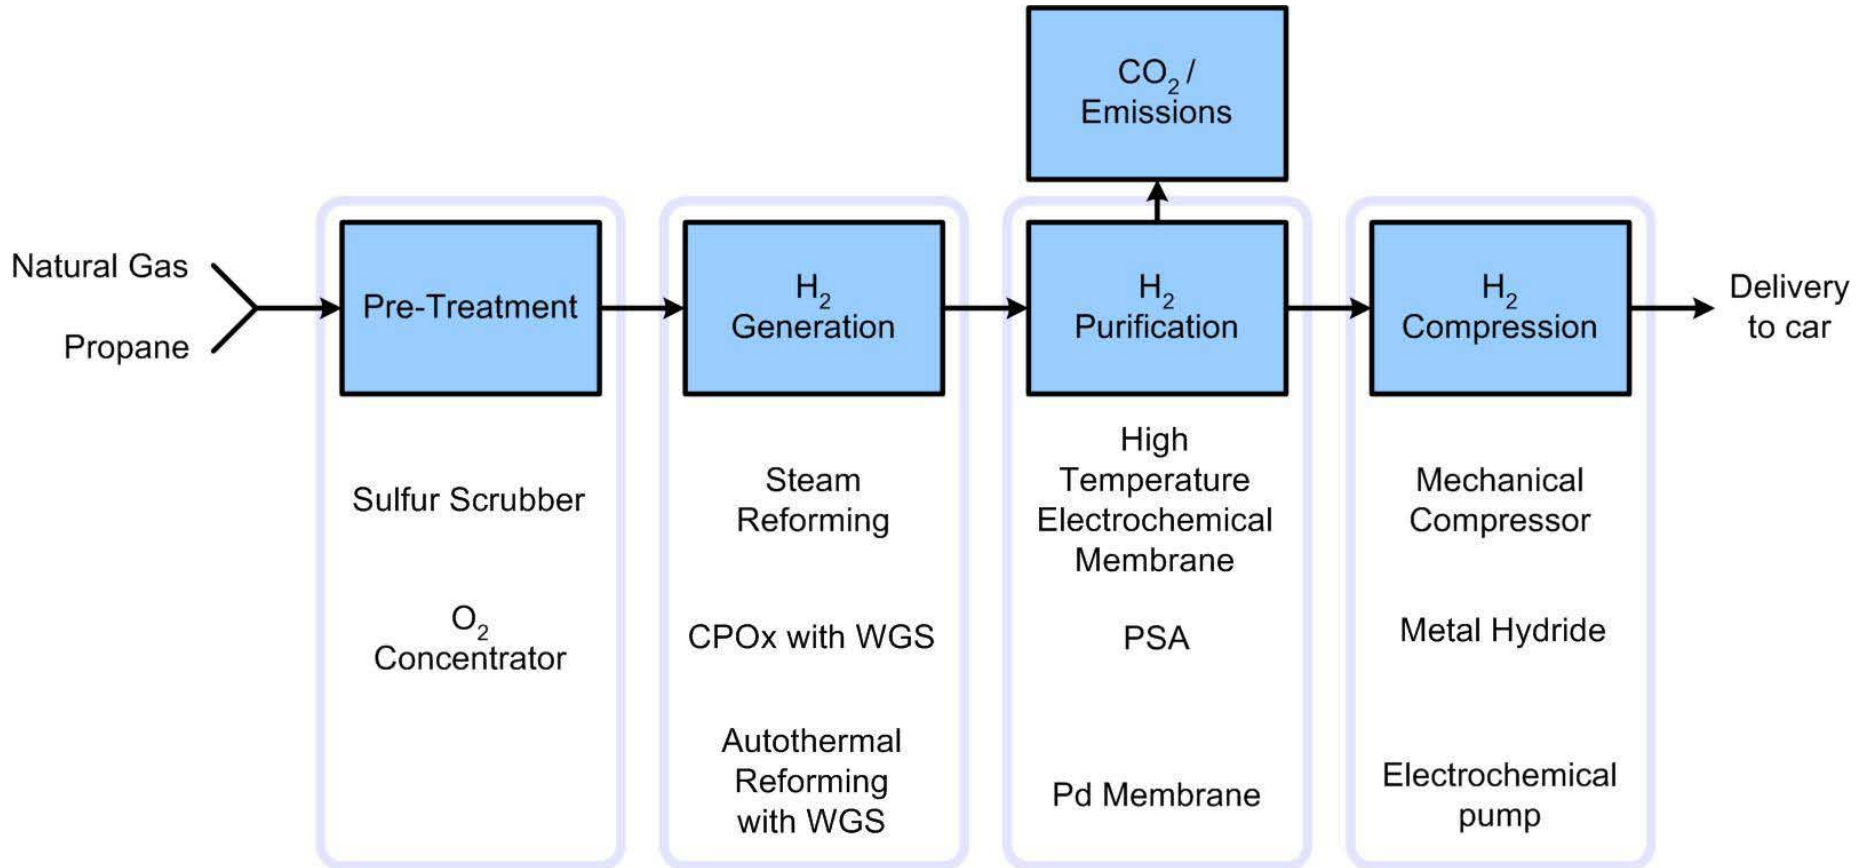 CO2 /
Emissions
Natural Gas
Propane
Pre-Treatment
H2
Generation
H2
Purification
H2
Compression
Delivery
to car
Sulfur Scrubber
O2
Concentrator
Steam
Reforming
CPOx with WGS
Autothermal
Reforming
with WGS
High
Temperature
Electrochemical
Membrane
PSA
Pd Membrane
Mechanical
Compressor
Metal Hydride
Electrochemical
pump